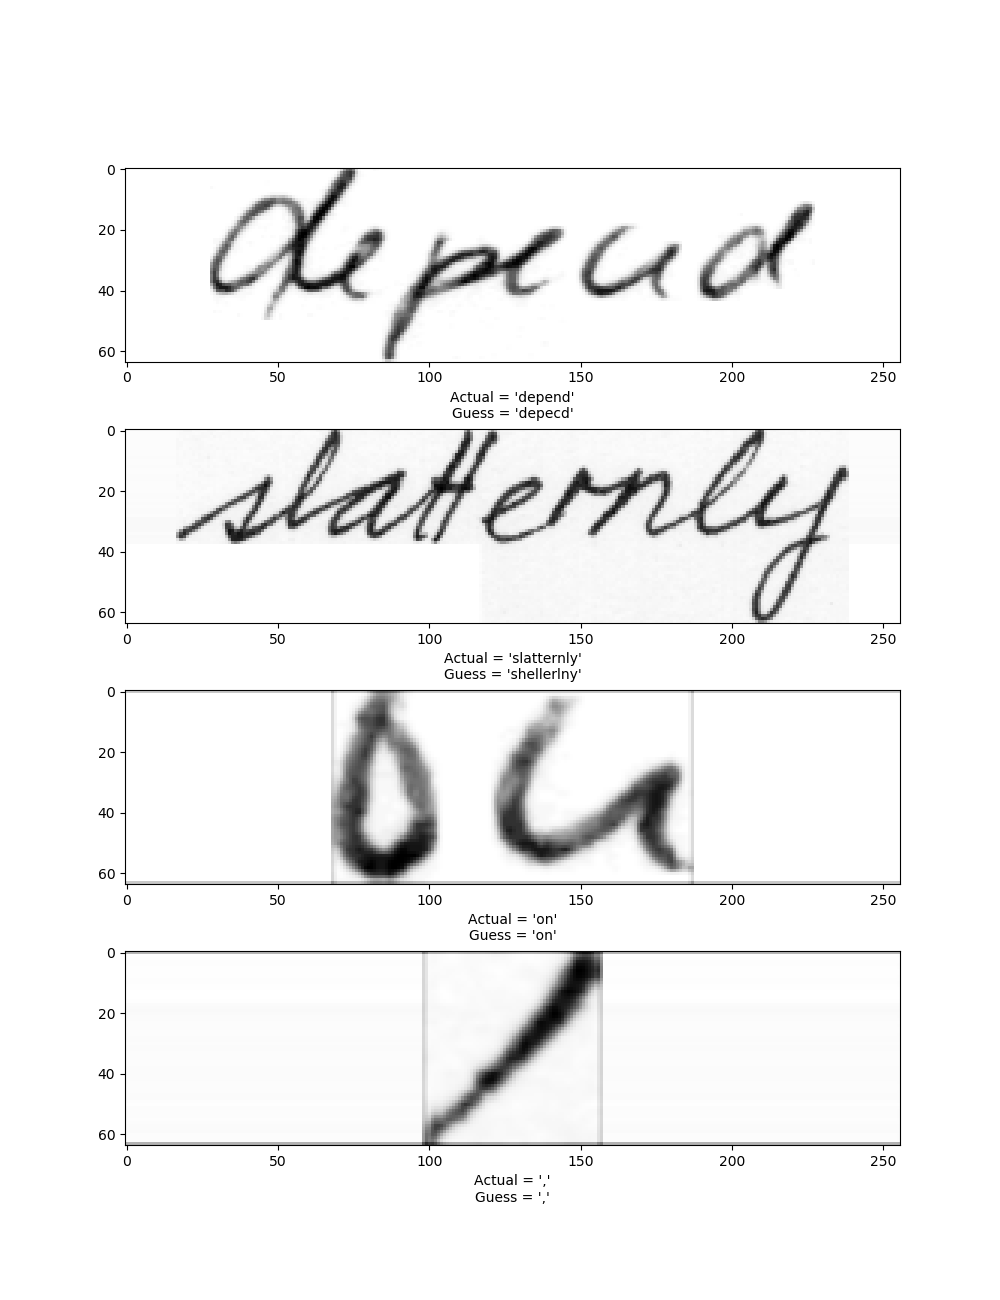 0
20
40
60
depend
0 50 100 150 200 250
Actual = 'depend'
Guess = 'depecd'
0
20
40
60
slatternly
0 50 100 150 200 250
Actual = 'slatternly'
Guess = 'shellerlny'
0
20
40
60
on
0 50 100 150 200 250
Actual = 'on'
Guess = 'on'
0
20
40
60
,
0 50 100 150 200 250
Actual = ','
Guess = ','